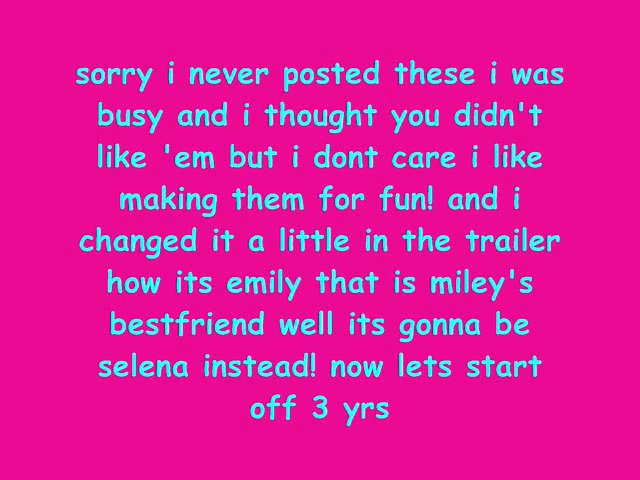 sorry i never posted these i was
busy and i thought you didn't
like 'em but i dont care i like
making them for fun! and i
changed it a little in the trailer
how its emily that is miley's
bestfriend well its gonna be
selena instead! now lets start
off 3 yrs